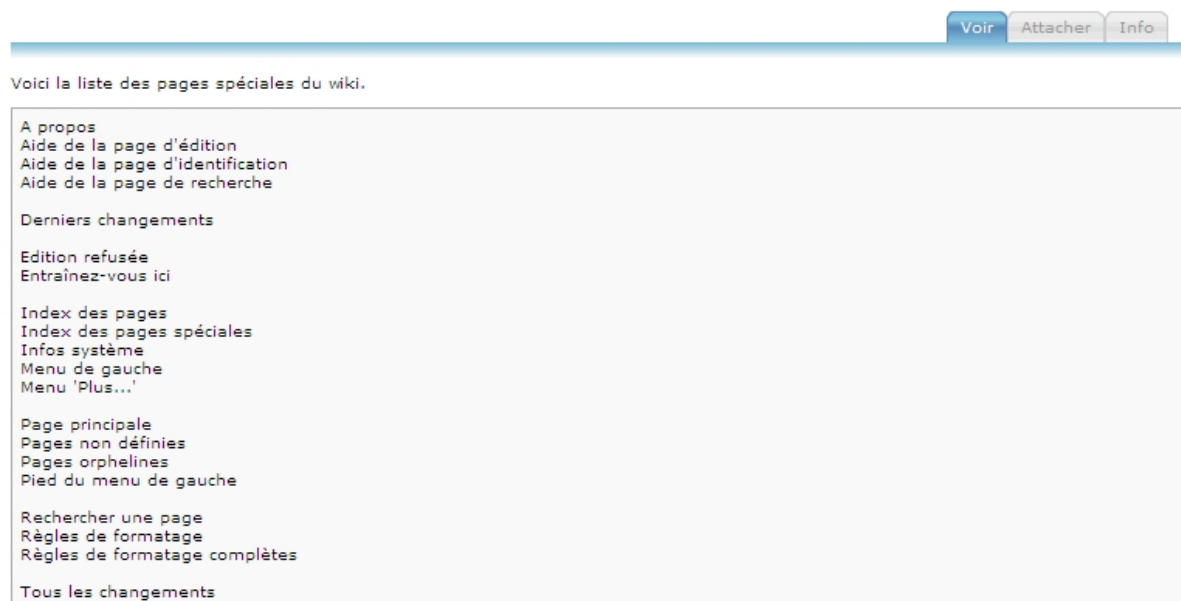 Voir Attacher Info
Voici la liste des pages spéciales du wiki.
A propos
Aide de la page d'édition
Aide de la page d'identification
Aide de la page de recherche
Derniers changements
Edition refusée
Entraînez-vous ici
Index des pages
Index des pages spéciales
Infos système
Menu de gauche
Menu 'Plus...'
Page principale
Pages non définies
Pages orphelines
Pied du menu de gauche
Rechercher une page
Règles de formatage
Règles de formatage complètes
Tous les changements